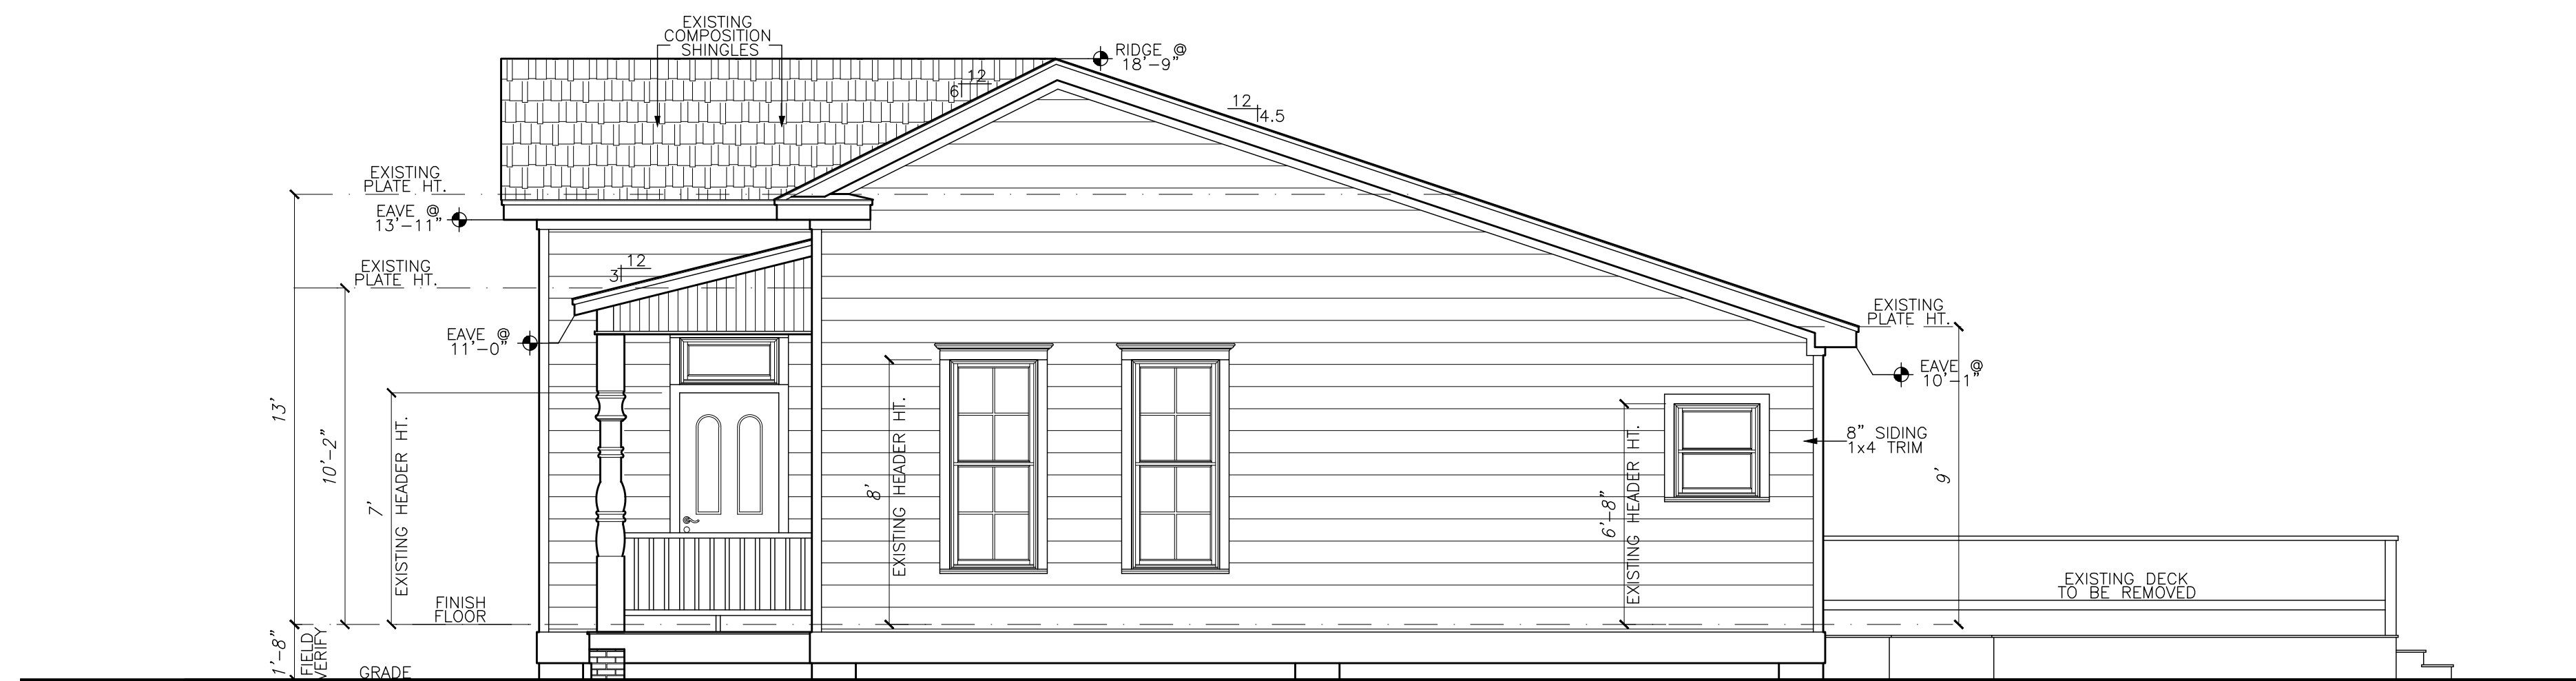 EXISTING
COMPOSITION
SHINGLES
RIDGE @
18'-9"
12
6
12
4.5
EXISTING
PLATE HT.
EAVE @
13'-11"
EXISTING
PLATE HT.
12
3
EAVE @
11'-0"
EXISTING
PLATE HT.
EAVE @
10'-1"
13'
10'-2"
7'
EXISTING HEADER HT.
8'
EXISTING HEADER HT.
6'-8"
EXISTING HEADER HT.
8" SIDING
1x4 TRIM
9'
EXISTING DECK
TO BE REMOVED
FINISH
FLOOR
1'-8"
FIELD
VERIFY
GRADE